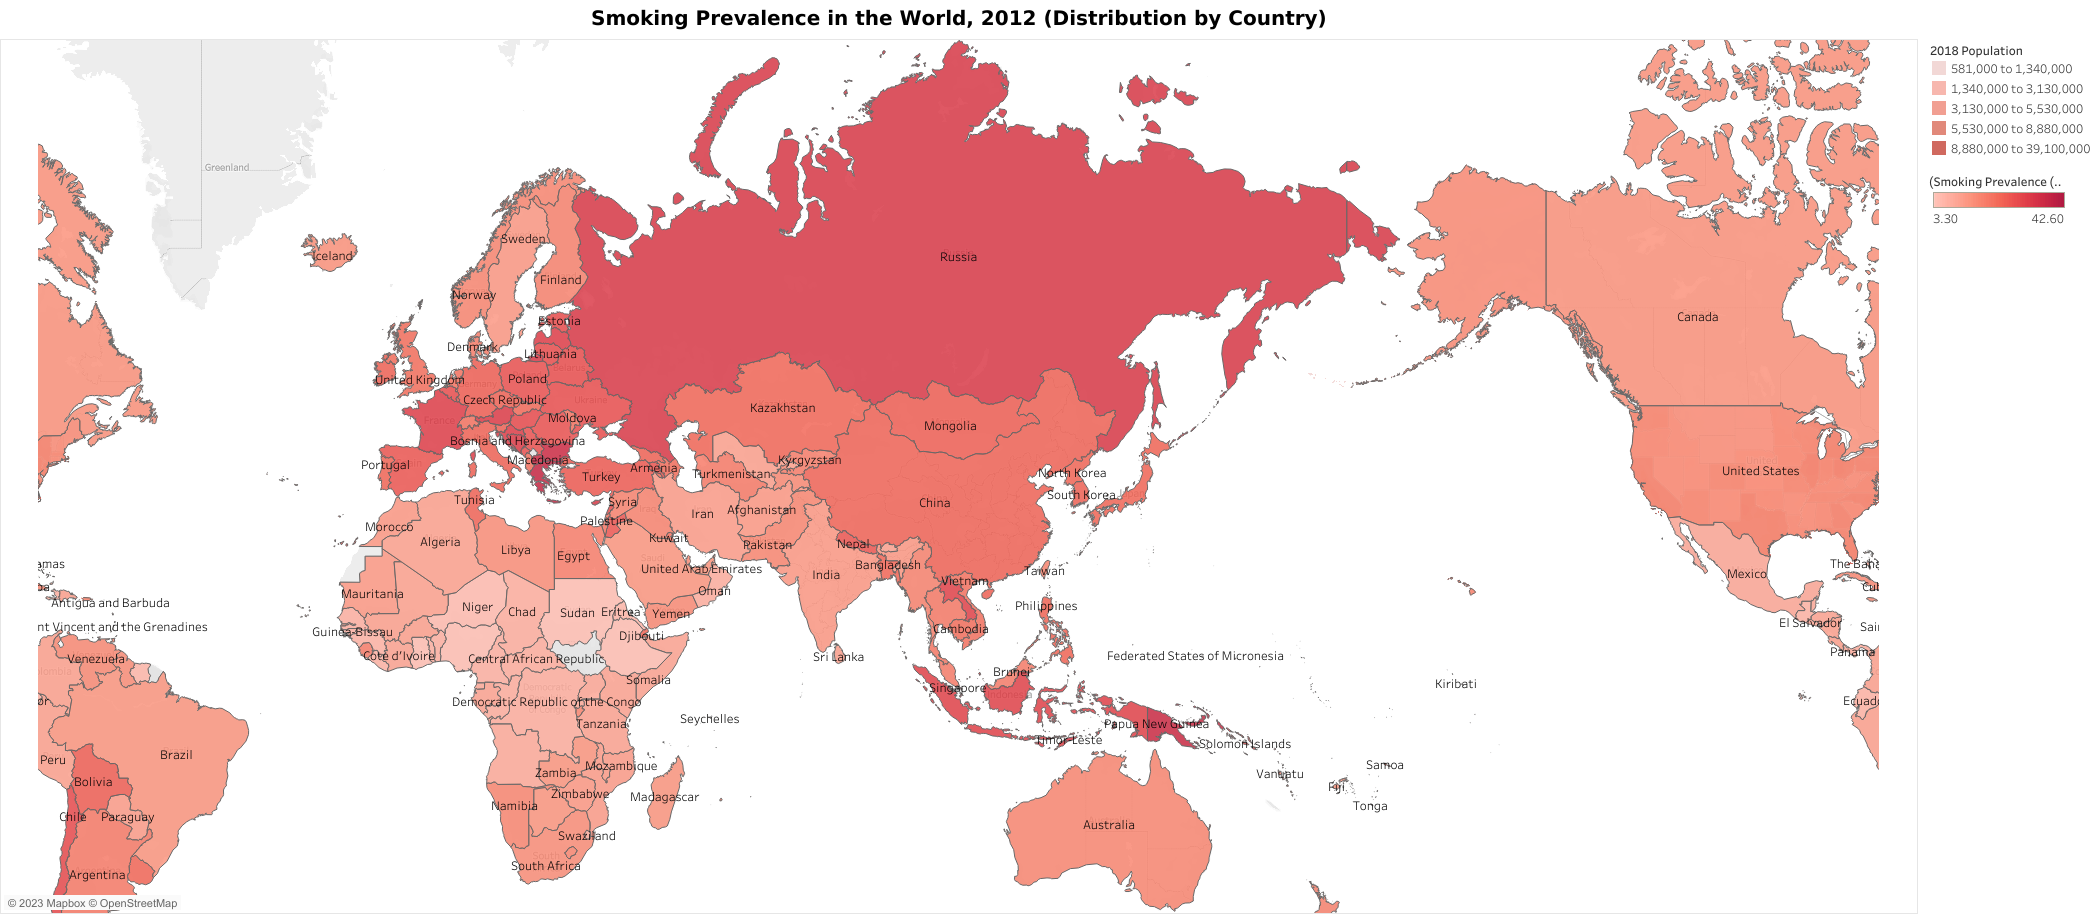 Smoking Prevalence in the World, 2012 (Distribution by Country)
2018 Population
581,000 to 1,340,000
1,340,000 to 3,130,000
3,130,000 to 5,530,000
5,530,000 to 8,880,000
8,880,000 to 39,100,000
(Smoking Prevalence (..
3.30 42.60
Greenland
Iceland
Sweden
Finland
Norway
Russia
Canada
Estonia
Denmark
Lithuania
United Kingdom
Germany
Poland
Czech Republic
Ukraine
France
Moldova
Kazakhstan
Mongolia
Bosnia and Herzegovina
Macedonia
Portugal
Armenia
Kyrgyzstan
Turkey
Turkmenistan
North Korea
United States
Tunisia
Syria
Iran
Afghanistan
China
South Korea
Palestine
Morocco
Algeria
Libya
Egypt
Kuwait
Pakistan
Nepal
Saudi
United Arab Emirates
India
Bangladesh
Vietnam
Taiwan
Mexico
The Bah
amas
Mauritania
Niger
Chad
Sudan
Eritrea
Oman
Yemen
Philippines
Antigua and Barbuda
nt Vincent and the Grenadines
Guinea-Bissau
Djibouti
Cambodia
El Salvador
Sai
Venezuela
Côte d'Ivoire
Central African Republic
Sri Lanka
Federated States of Micronesia
Panama
Brunei
Somalia
Singapore
Indonesia
Kiribati
Democratic Republic of the Congo
Ecuado
Tanzania
Seychelles
Papua New Guinea
Timor-Leste
Solomon Islands
Brazil
Peru
Bolivia
Zambia
Mozambique
Vanuatu
Samoa
Zimbabwe
Madagascar
Fiji
Tonga
Namibia
Chile
Paraguay
Swaziland
Australia
South Africa
Argentina
© 2023 Mapbox © OpenStreetMap